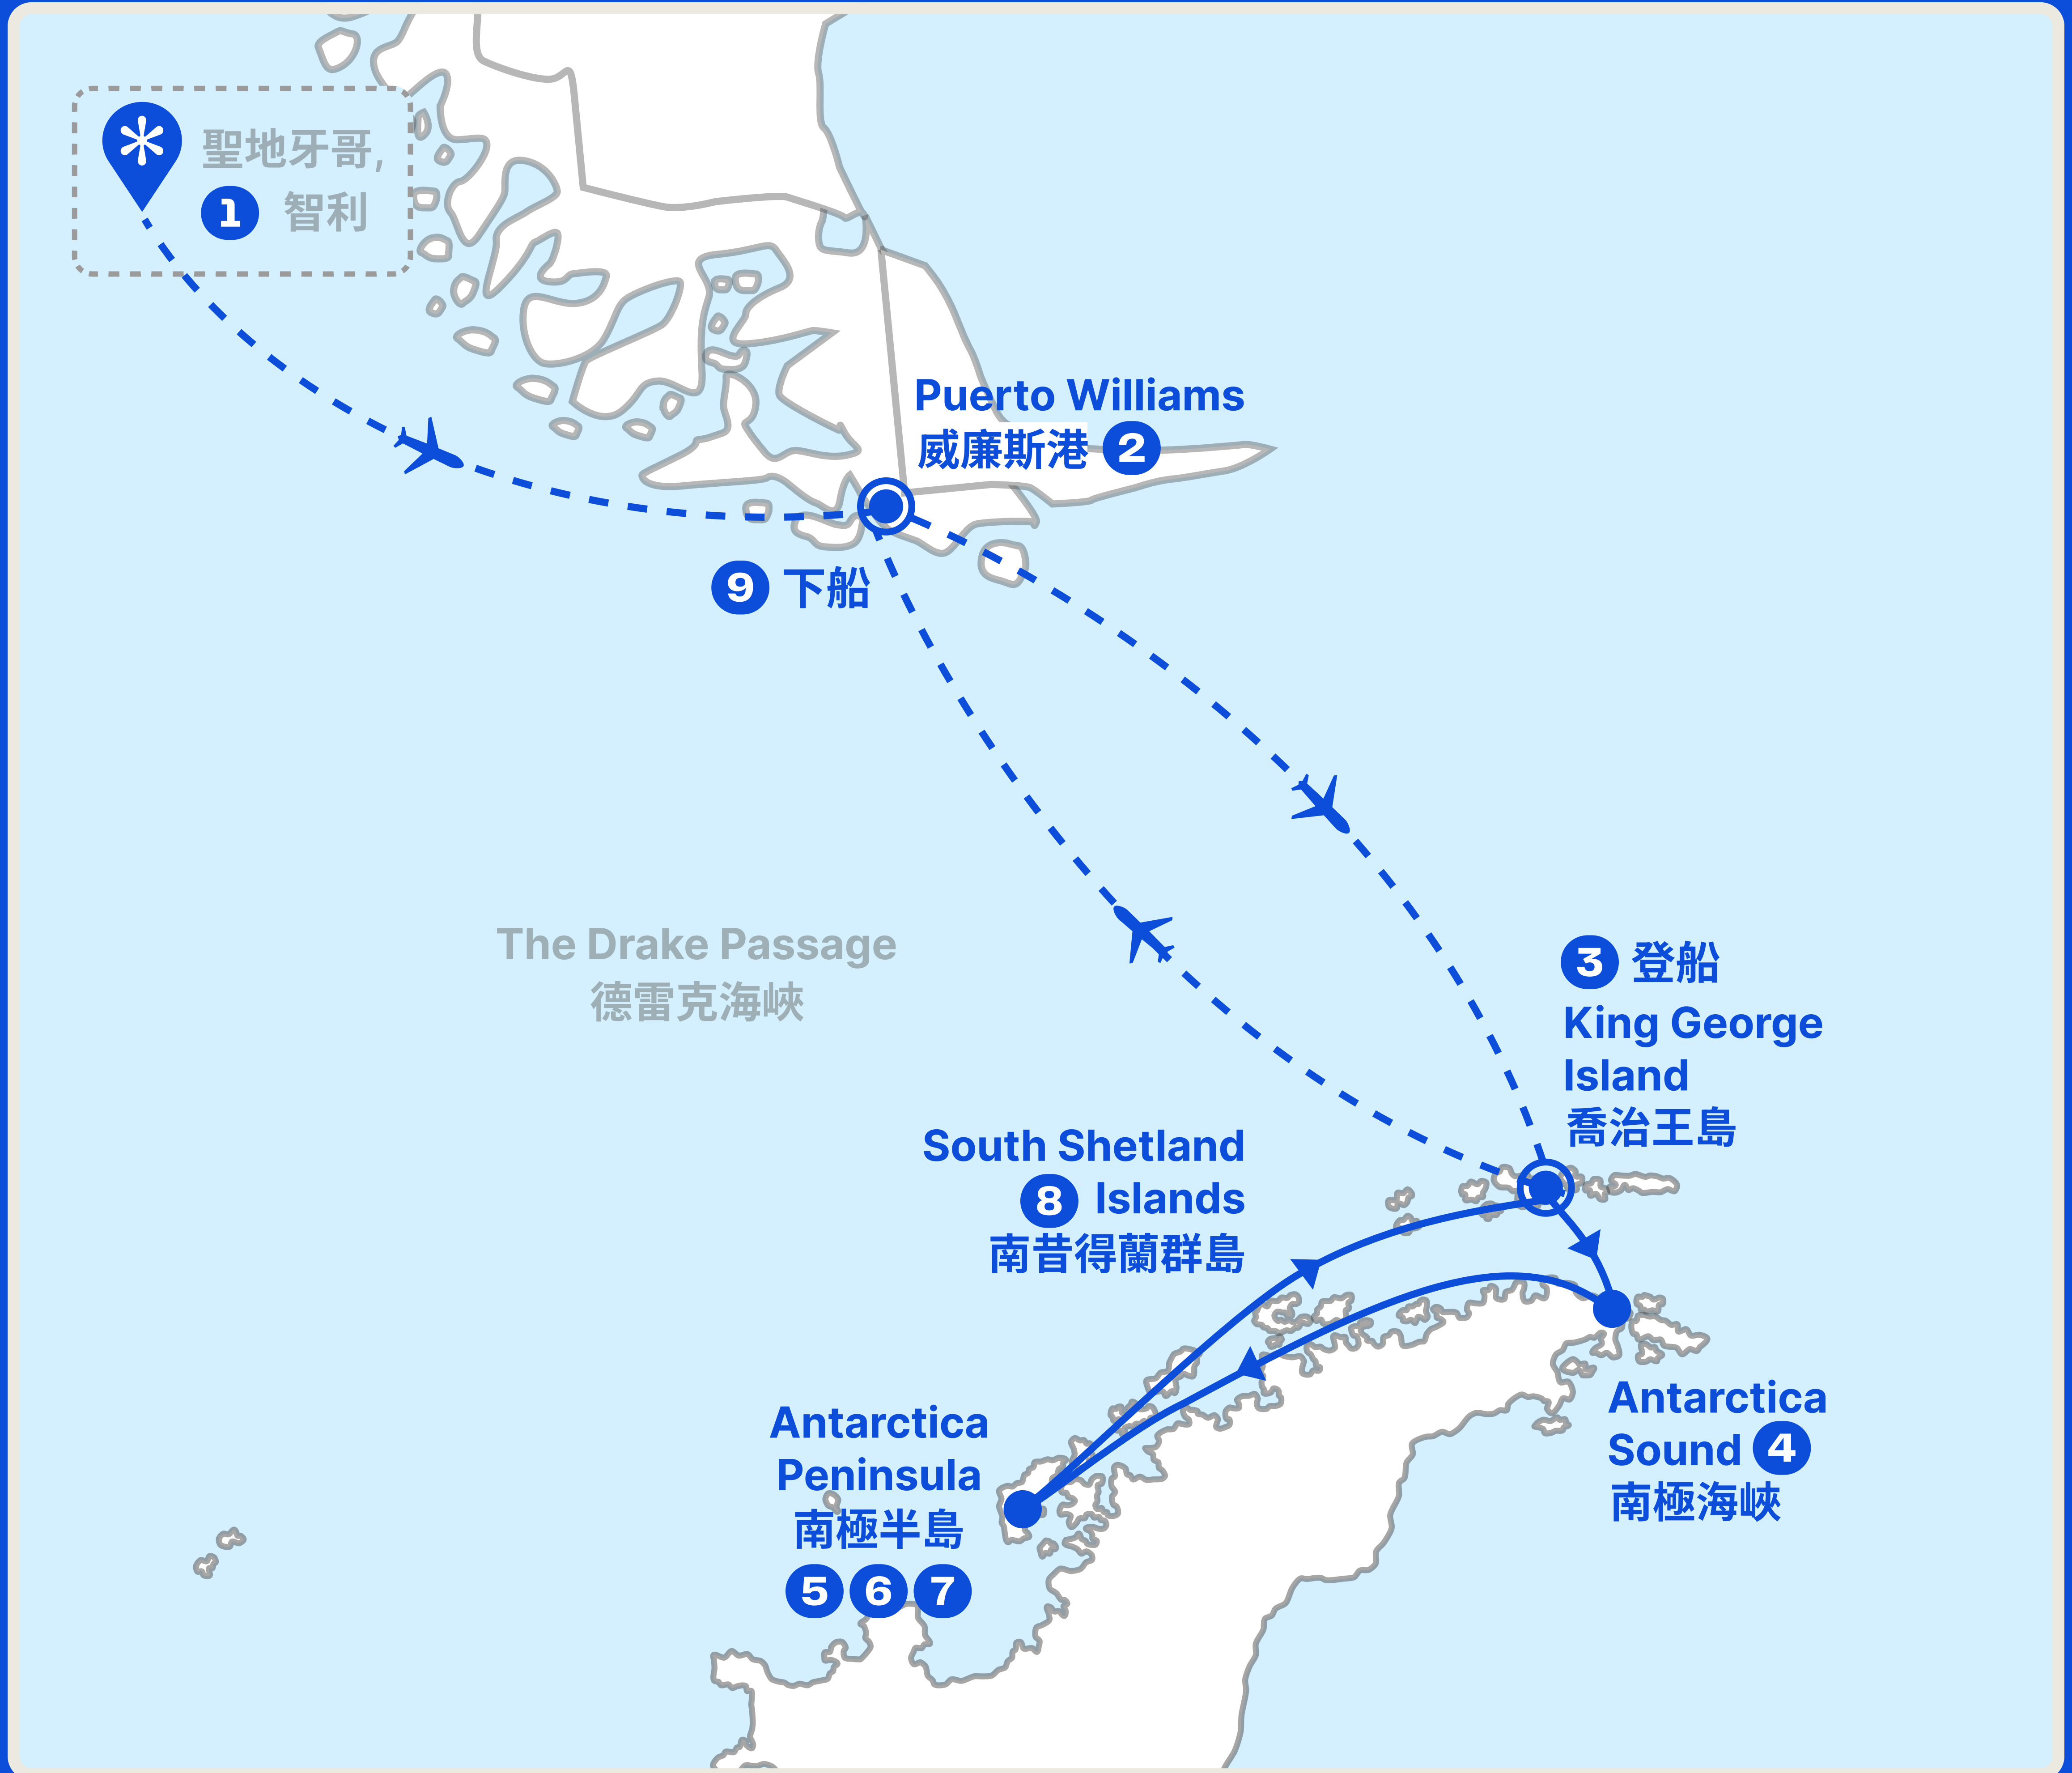 聖地牙哥,
1 智利
Puerto Williams
威廉斯港 2
9 下船
The Drake Passage
德雷克海峽
3 登船
King George
Island
喬治王島
South Shetland
8 Islands
南昔得蘭群島
Antarctica
Sound 4
南極海峽
Antarctica
Peninsula
南極半島
5 6 7